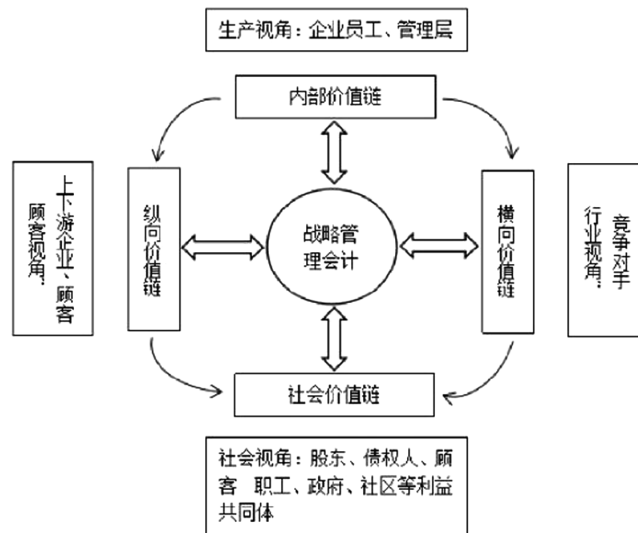 生产视角：企业员工、管理层
内部价值链
顾客视角：
上下游企业、顾客
纵向价值链
战略管
理会计
横向价值链
行业视角：
竞争对手
社会价值链
社会视角：股东、债权人、顾
客　职工、政府、社区等利益
共同体